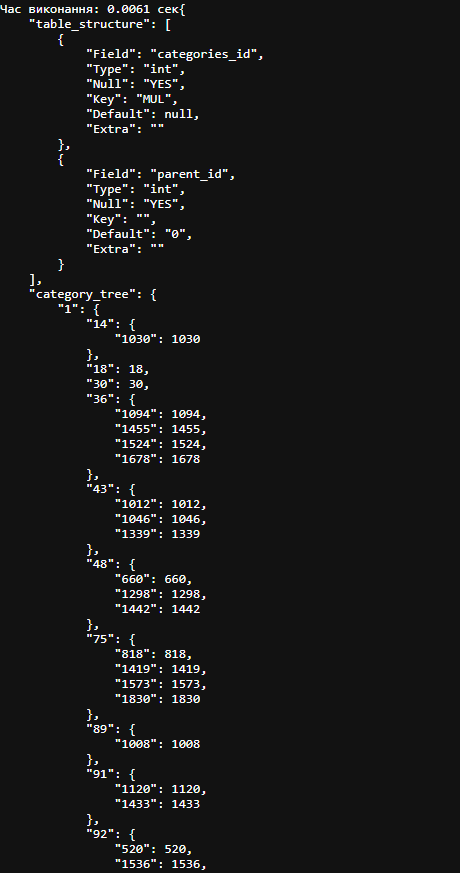 Час виконання: 0.0061 сек{
    "table_structure": [
        {
            "Field": "categories_id",
            "Type": "int",
            "Null": "YES",
            "Key": "MUL",
            "Default": null,
            "Extra": ""
        },
        {
            "Field": "parent_id",
            "Type": "int",
            "Null": "YES",
            "Key": "",
            "Default": "0",
            "Extra": ""
        }
    ],
    "category_tree": {
        "1": {
            "14": {
                "1030": 1030
            },
            "18": 18,
            "30": 30,
            "36": {
                "1094": 1094,
                "1455": 1455,
                "1524": 1524,
                "1678": 1678
            },
            "43": {
                "1012": 1012,
                "1046": 1046,
                "1339": 1339
            },
            "48": {
                "660": 660,
                "1298": 1298,
                "1442": 1442
            },
            "75": {
                "818": 818,
                "1419": 1419,
                "1573": 1573,
                "1830": 1830
            },
            "89": {
                "1008": 1008
            },
            "91": {
                "1120": 1120,
                "1433": 1433
            },
            "92": {
                "520": 520,
                "1536": 1536,